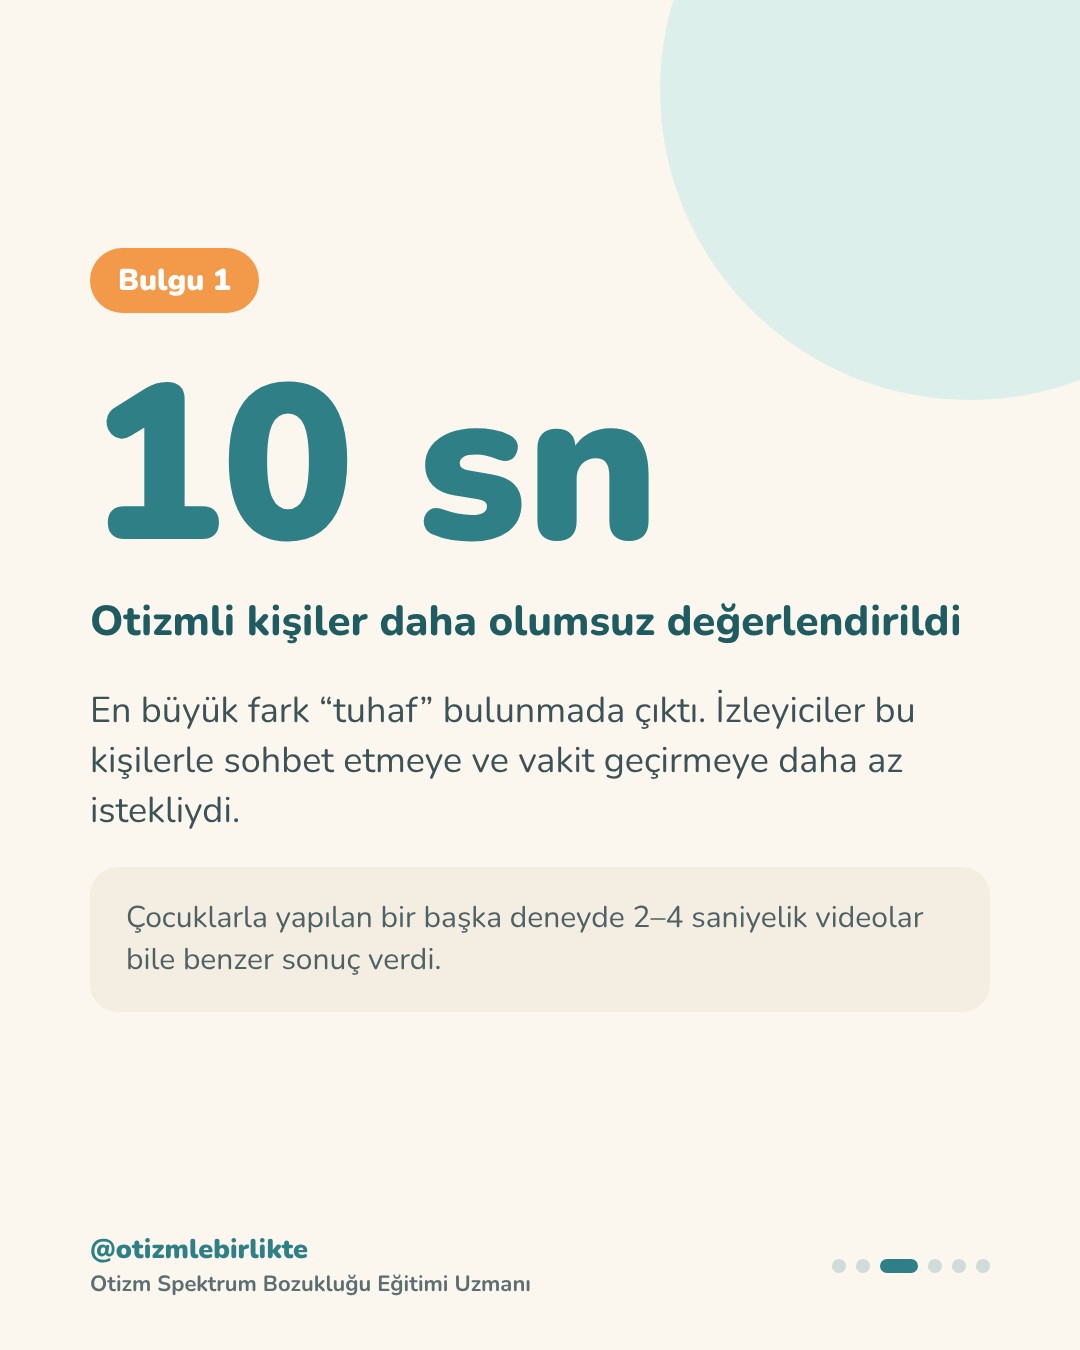 Bulgu 1
10 sn
Otizmli kişiler daha olumsuz değerlendirildi
En büyük fark “tuhaf” bulunmada çıktı. İzleyiciler bu
kişilerle sohbet etmeye ve vakit geçirmeye daha az
istekliydi.
Çocuklarla yapılan bir başka deneyde 2–4 saniyelik videolar
bile benzer sonuç verdi.
@otizmlebirlikte
Otizm Spektrum Bozukluğu Eğitimi Uzmanı